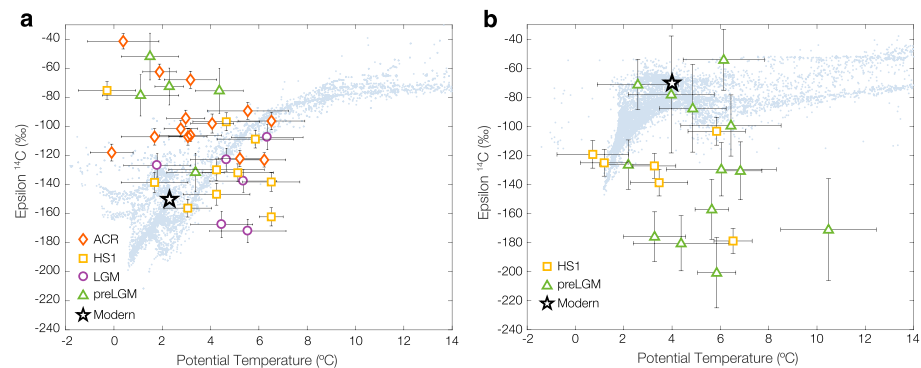 a
Epsilon ¹⁴C (‰)
-40
-60
-80
-100
-120
-140
-160
-180
-200
-220
-240
ACR
HS1
LGM
preLGM
Modern
-2 0 2 4 6 8 10 12 14
Potential Temperature (ºC)
b
Epsilon ¹⁴C (‰)
-40
-60
-80
-100
-120
-140
-160
-180
-200
-220
-240
HS1
preLGM
Modern
-2 0 2 4 6 8 10 12 14
Potential Temperature (ºC)